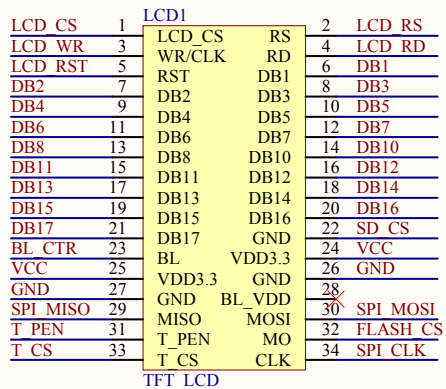 LCD1
LCD_CS 1 LCD_CS RS 2 LCD_RS
LCD_WR 3 WR/CLK RD 4 LCD_RD
LCD_RST 5 RST DB1 6 DB1
DB2 7 DB2 DB3 8 DB3
DB4 9 DB4 DB5 10 DB5
DB6 11 DB6 DB7 12 DB7
DB8 13 DB8 DB10 14 DB10
DB11 15 DB11 DB12 16 DB12
DB13 17 DB13 DB14 18 DB14
DB15 19 DB15 DB16 20 DB16
DB17 21 DB17 GND 22 SD_CS
BL_CTR 23 BL VDD3.3 24 VCC
VCC 25 VDD3.3 GND 26 GND
GND 27 GND BL_VDD 28
SPI_MISO 29 MISO MOSI 30 SPI_MOSI
T_PEN 31 T_PEN MO 32 FLASH_CS
T_CS 33 T_CS CLK 34 SPI_CLK
TFT_LCD